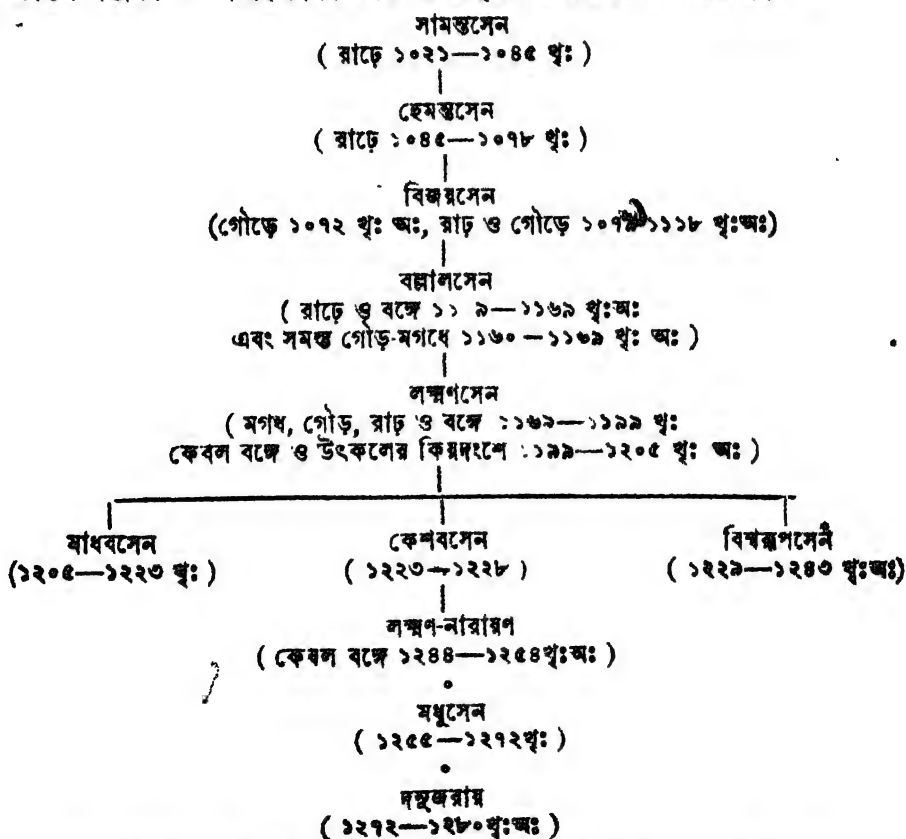 সামন্তসেন
( রাঢ়ে ১০২১—১০৪৫ খৃঃ )
হেমন্তসেন
( রাঢ়ে ১০৪৫—১০৭৮ খৃঃ )
বিজয়সেন
(গৌড়ে ১০৭২ খৃঃ অঃ, রাঢ় ও গৌড়ে ১১১৮ খৃঃঅঃ)
বল্লালসেন
( রাঢ়ে ও বঙ্গে ১১ ৯—১১৬৯ খৃঃঅঃ
এবং সমস্ত গৌড়-মগধে ১১৬০—১১৬৯ খৃঃ অঃ )
লক্ষ্মণসেন
( মগধ, গৌড়, রাঢ় ও বঙ্গে ১১৬৯—১১৯৯ খৃঃ
কেবল বঙ্গে ও উৎকলের কিয়দংশে ১১৯৯—১২০৫ খৃঃ অঃ )
মাধবসেন কেশবসেন বিশ্বরূপসেন
(১২০৫—১২২৩ খৃঃ ) ( ১২২৩—১২২৮ ) ( ১২২৯—১২৪৩ খৃঃঅঃ)
লক্ষ্মণ-নারায়ণ
( কেবল বঙ্গে ১২৪৪—১২৫৪খৃঃঅঃ )
মধুসেন
( ১২৫৫—১২৭২খৃঃ )
দনুজরায়
( ১২৭২—১২৮০খৃঃঅঃ )